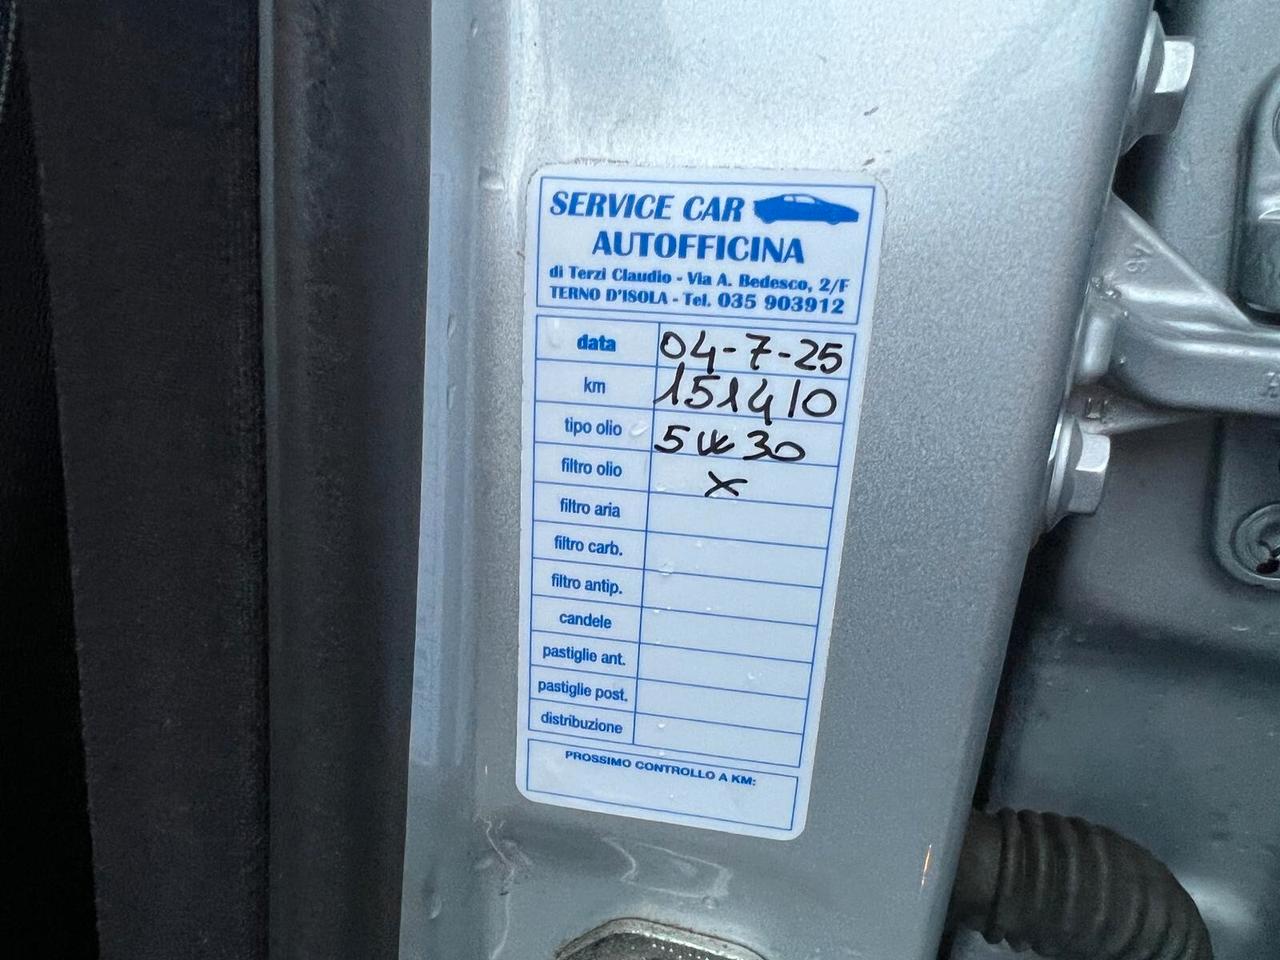 SERVICE CAR
AUTOFFICINA
di Terzi Claudio - Via A. Bedesco, 2/F
TERNO D'ISOLA - Tel. 035 903912
data 04-7-25
km 151410
tipo olio 5W30
filtro olio X
filtro aria
filtro carb.
filtro antip.
candele
pastiglie ant.
pastiglie post.
distribuzione
PROSSIMO CONTROLLO A KM: